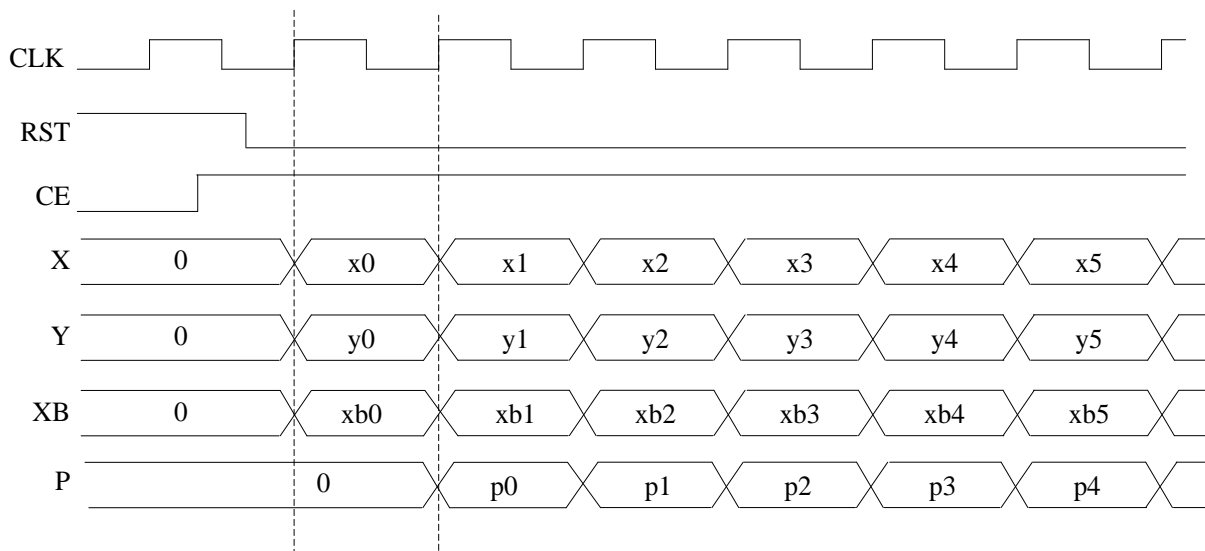 CLK
RST
CE
X 0 x0 x1 x2 x3 x4 x5
Y 0 y0 y1 y2 y3 y4 y5
XB 0 xb0 xb1 xb2 xb3 xb4 xb5
P 0 p0 p1 p2 p3 p4